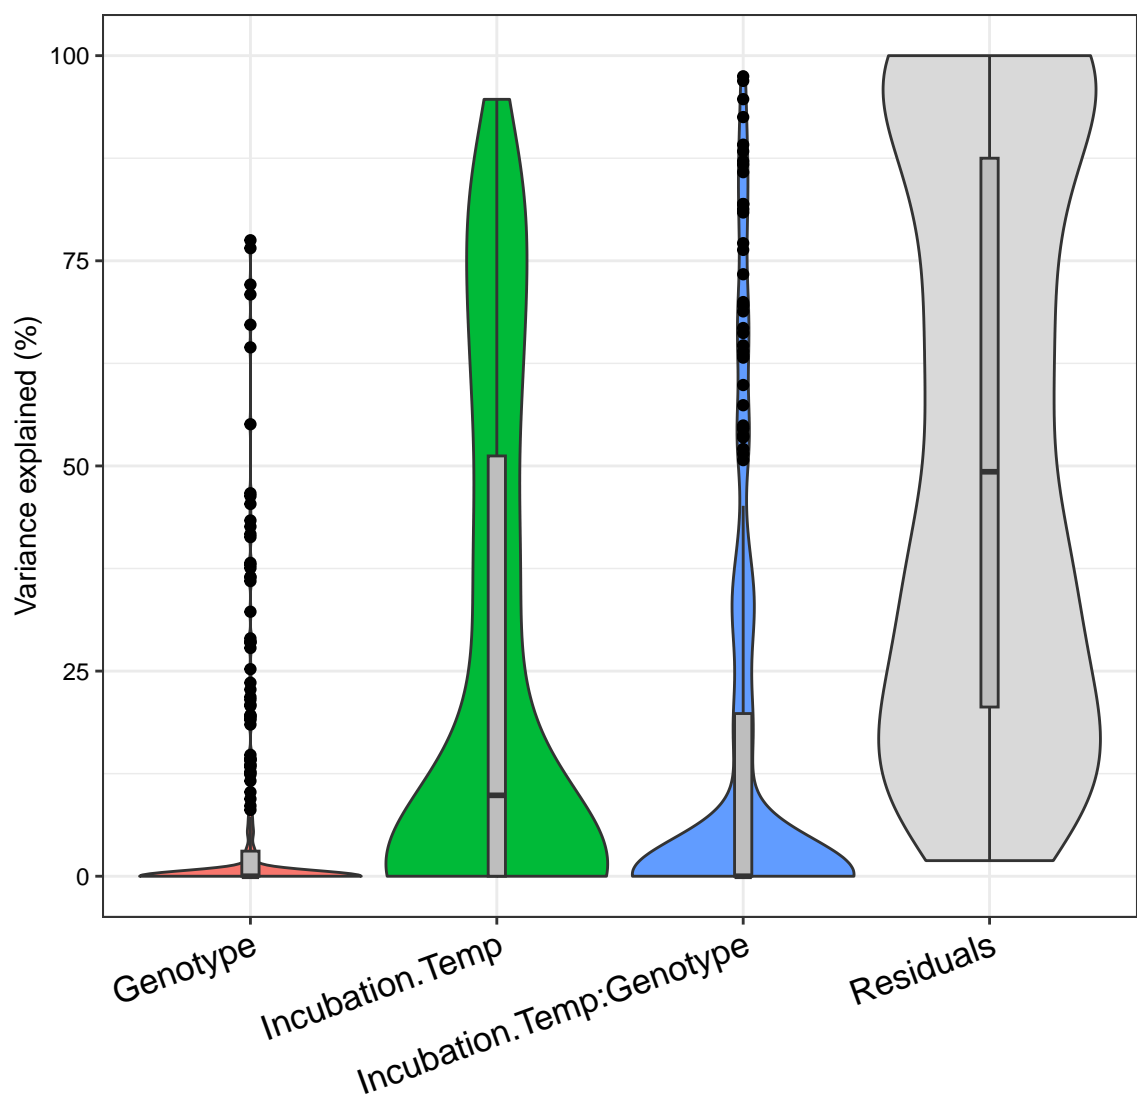 Variance explained (%)
100
75
50
25
0
Genotype
Incubation.Temp
Incubation.Temp:Genotype
Residuals